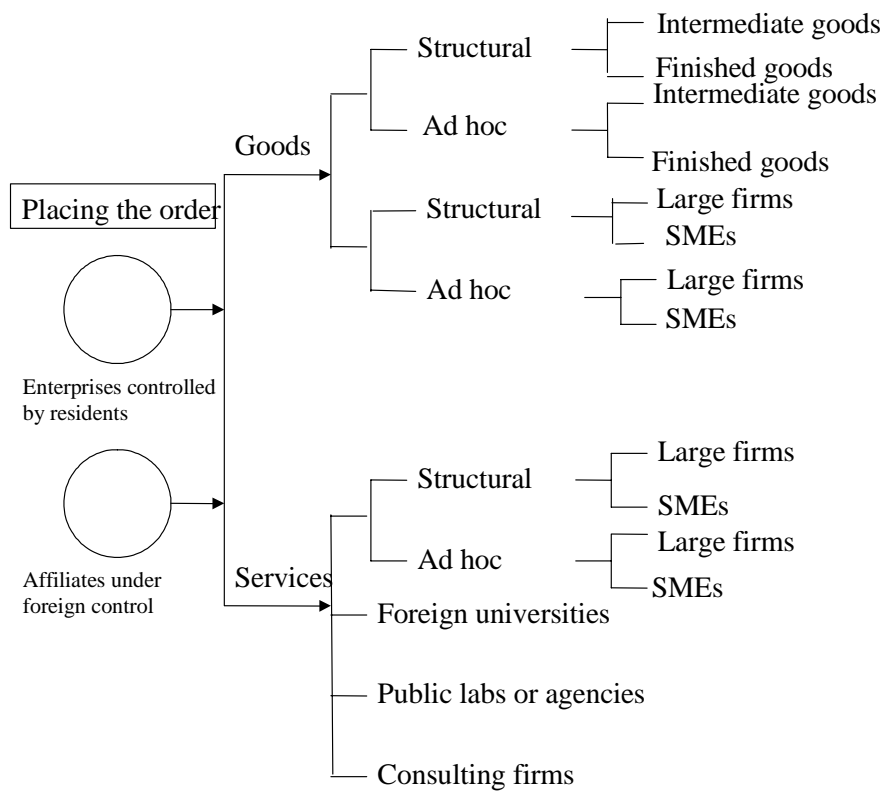 Intermediate goods
Structural
Finished goods
Intermediate goods
Ad hoc
Goods
Finished goods
Placing the order
Structural
Large firms
SMEs
Ad hoc
Large firms
SMEs
Enterprises controlled
by residents
Structural
Large firms
SMEs
Large firms
Ad hoc
SMEs
Affiliates under
foreign control
Services
Foreign universities
Public labs or agencies
Consulting firms